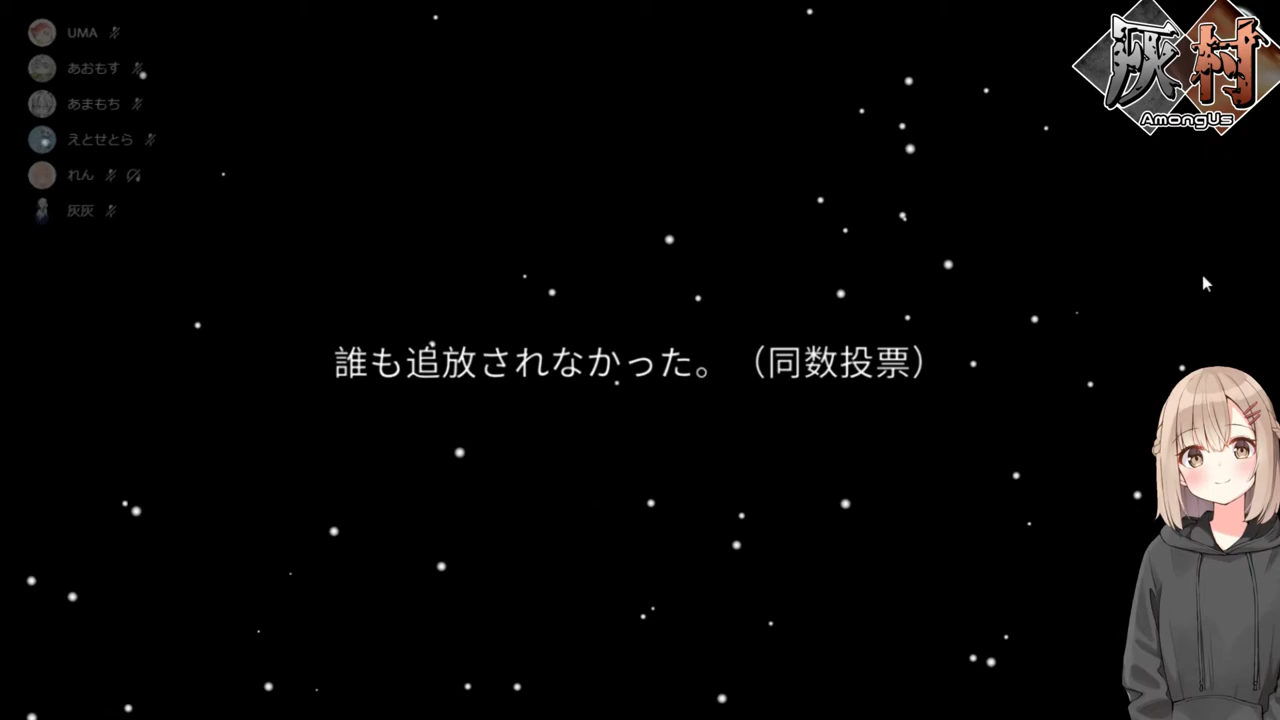 UMA
あおもす
あまもち
えとせとら
れん
灰灰
灰村
AmongUs
誰も追放されなかった。（同数投票）